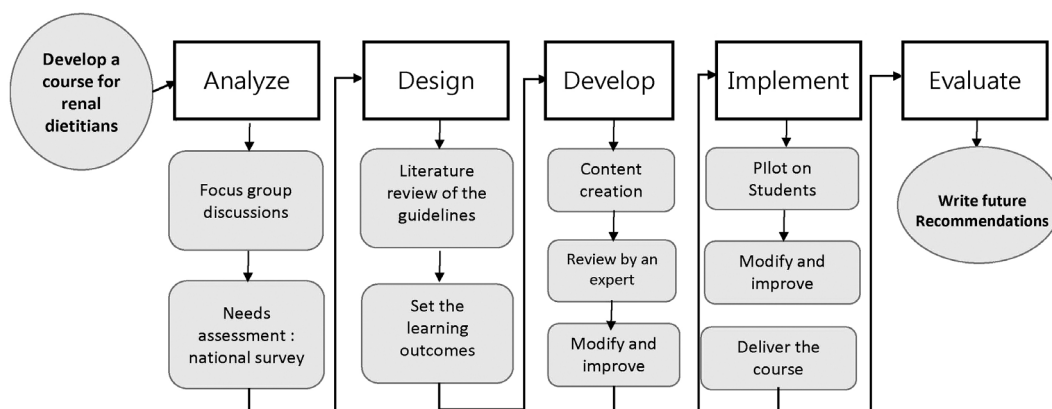 Develop a
course for
renal
dietitians
Analyze
Focus group
discussions
Needs
assessment :
national survey
Design
Literature
review of the
guidelines
Set the
learning
outcomes
Develop
Content
creation
Review by an
expert
Modify and
improve
Implement
PIlot on
Students
Modify and
improve
Deliver the
course
Evaluate
Write future
Recommendations